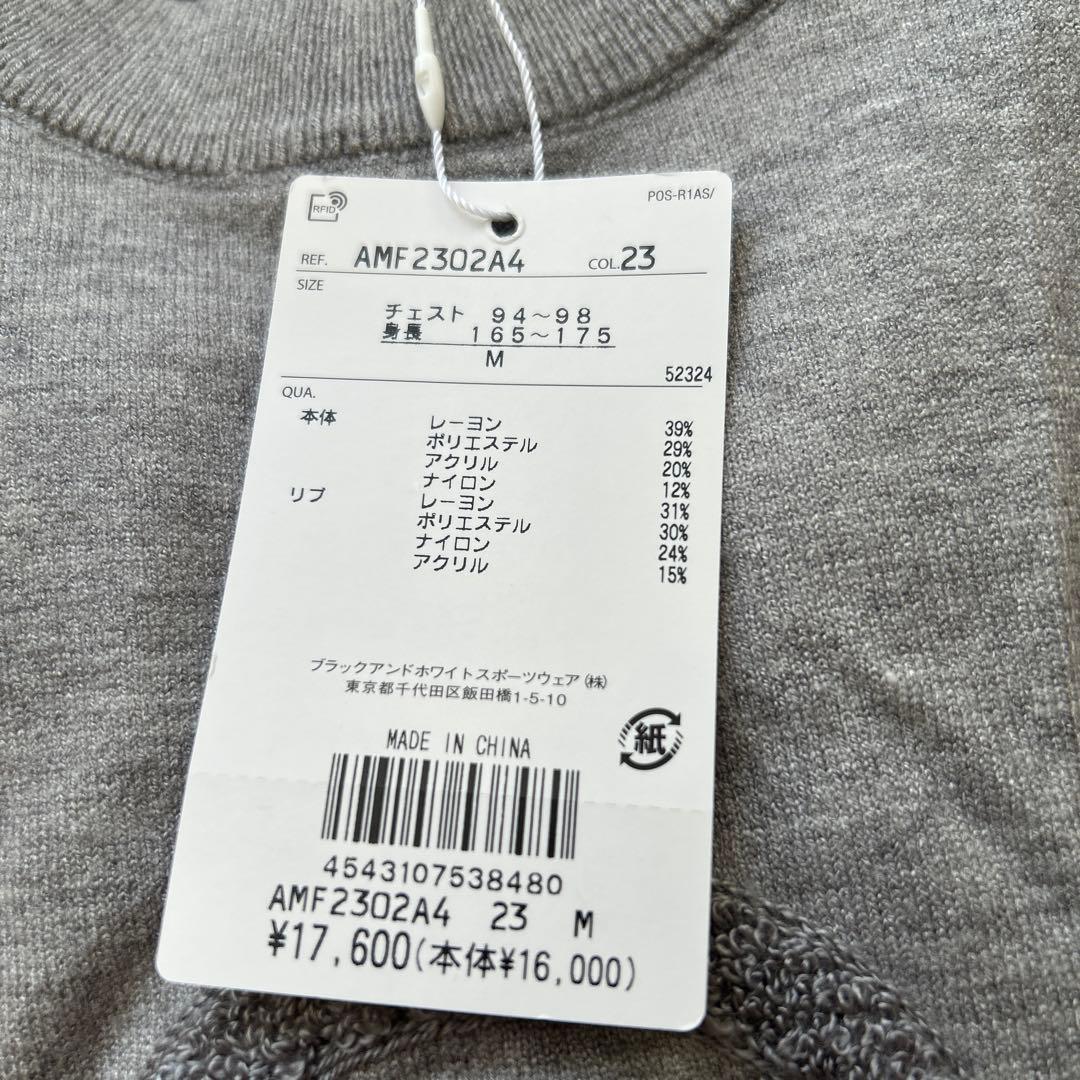 RFID
POS-R1AS/
REF. AMF2302A4 COL.23
SIZE
チェスト 94～98
身長 165～175
M
52324
QUA.
本体 レーヨン 39%
ポリエステル 29%
アクリル 20%
ナイロン 12%
リブ レーヨン 31%
ポリエステル 30%
ナイロン 24%
アクリル 15%
ブラックアンドホワイトスポーツウェア(株)
東京都千代田区飯田橋1-5-10
紙
MADE IN CHINA
4543107538480
AMF2302A4 23 M
¥17,600(本体¥16,000)